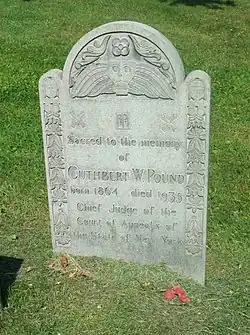 Sacred to the memory
of
CUTHBERT W. POUND
born 1864 died 1935
Chief Judge of the
Court of Appeals of
the State of New York